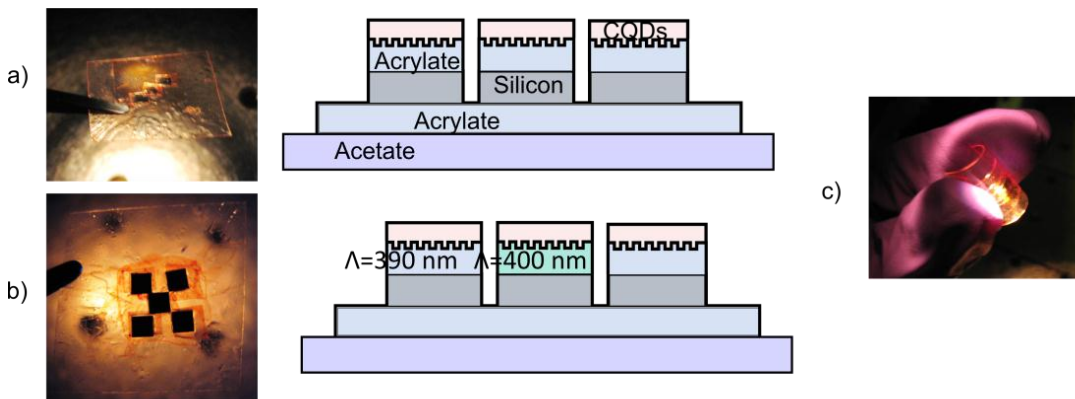 a)
CQDs
Acrylate
Silicon
Acrylate
Acetate
b)
Λ=390 nm
Λ=400 nm
c)